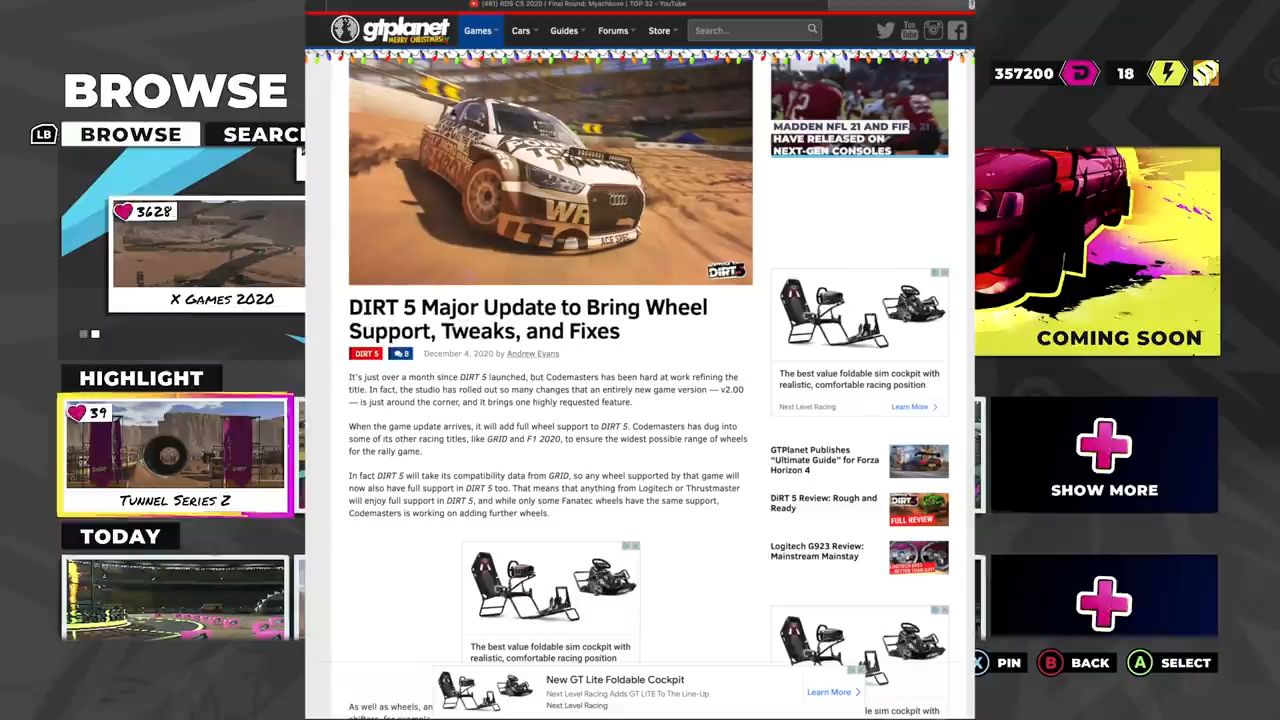 (481) RDS CS 2020 | Final Round: Myachkovo | TOP 32 - YouTube
gtplanet
MERRY CHRISTMAS!
Games
Cars
Guides
Forums
Store
Search...
BROWSE
LB
BROWSE
SEARC
357200
18
3628
X GAMES 2020
HIGHLIGHT
39
TUNNEL SERIES 2
TODAY
ACE SPEC
DIRT 5
DIRT 5 Major Update to Bring Wheel
Support, Tweaks, and Fixes
DIRT 5
8
December 4, 2020 by Andrew Evans
It's just over a month since DIRT 5 launched, but Codemasters has been hard at work refining the
title. In fact, the studio has rolled out so many changes that an entirely new game version — v2.00
— is just around the corner, and it brings one highly requested feature.
When the game update arrives, it will add full wheel support to DIRT 5. Codemasters has dug into
some of its other racing titles, like GRID and F1 2020, to ensure the widest possible range of wheels
for the rally game.
In fact DIRT 5 will take its compatibility data from GRID, so any wheel supported by that game will
now also have full support in DIRT 5 too. That means that anything from Logitech or Thrustmaster
will enjoy full support in DIRT 5, and while only some Fanatec wheels have the same support,
Codemasters is working on adding further wheels.
The best value foldable sim cockpit with
realistic, comfortable racing position
As well as wheels, an
shifters, for example
New GT Lite Foldable Cockpit
Next Level Racing Adds GT LITE To The Line-Up
Next Level Racing
Learn More
MADDEN NFL 21 AND FIFA 21
HAVE RELEASED ON
NEXT-GEN CONSOLES
The best value foldable sim cockpit with
realistic, comfortable racing position
Next Level Racing
Learn More
GTPlanet Publishes
"Ultimate Guide" for Forza
Horizon 4
DiRT 5 Review: Rough and
Ready
FULL REVIEW
Logitech G923 Review:
Mainstream Mainstay
le sim cockpit with
COMING SOON
SHOW MORE
X PIN
B BACK
A SELECT